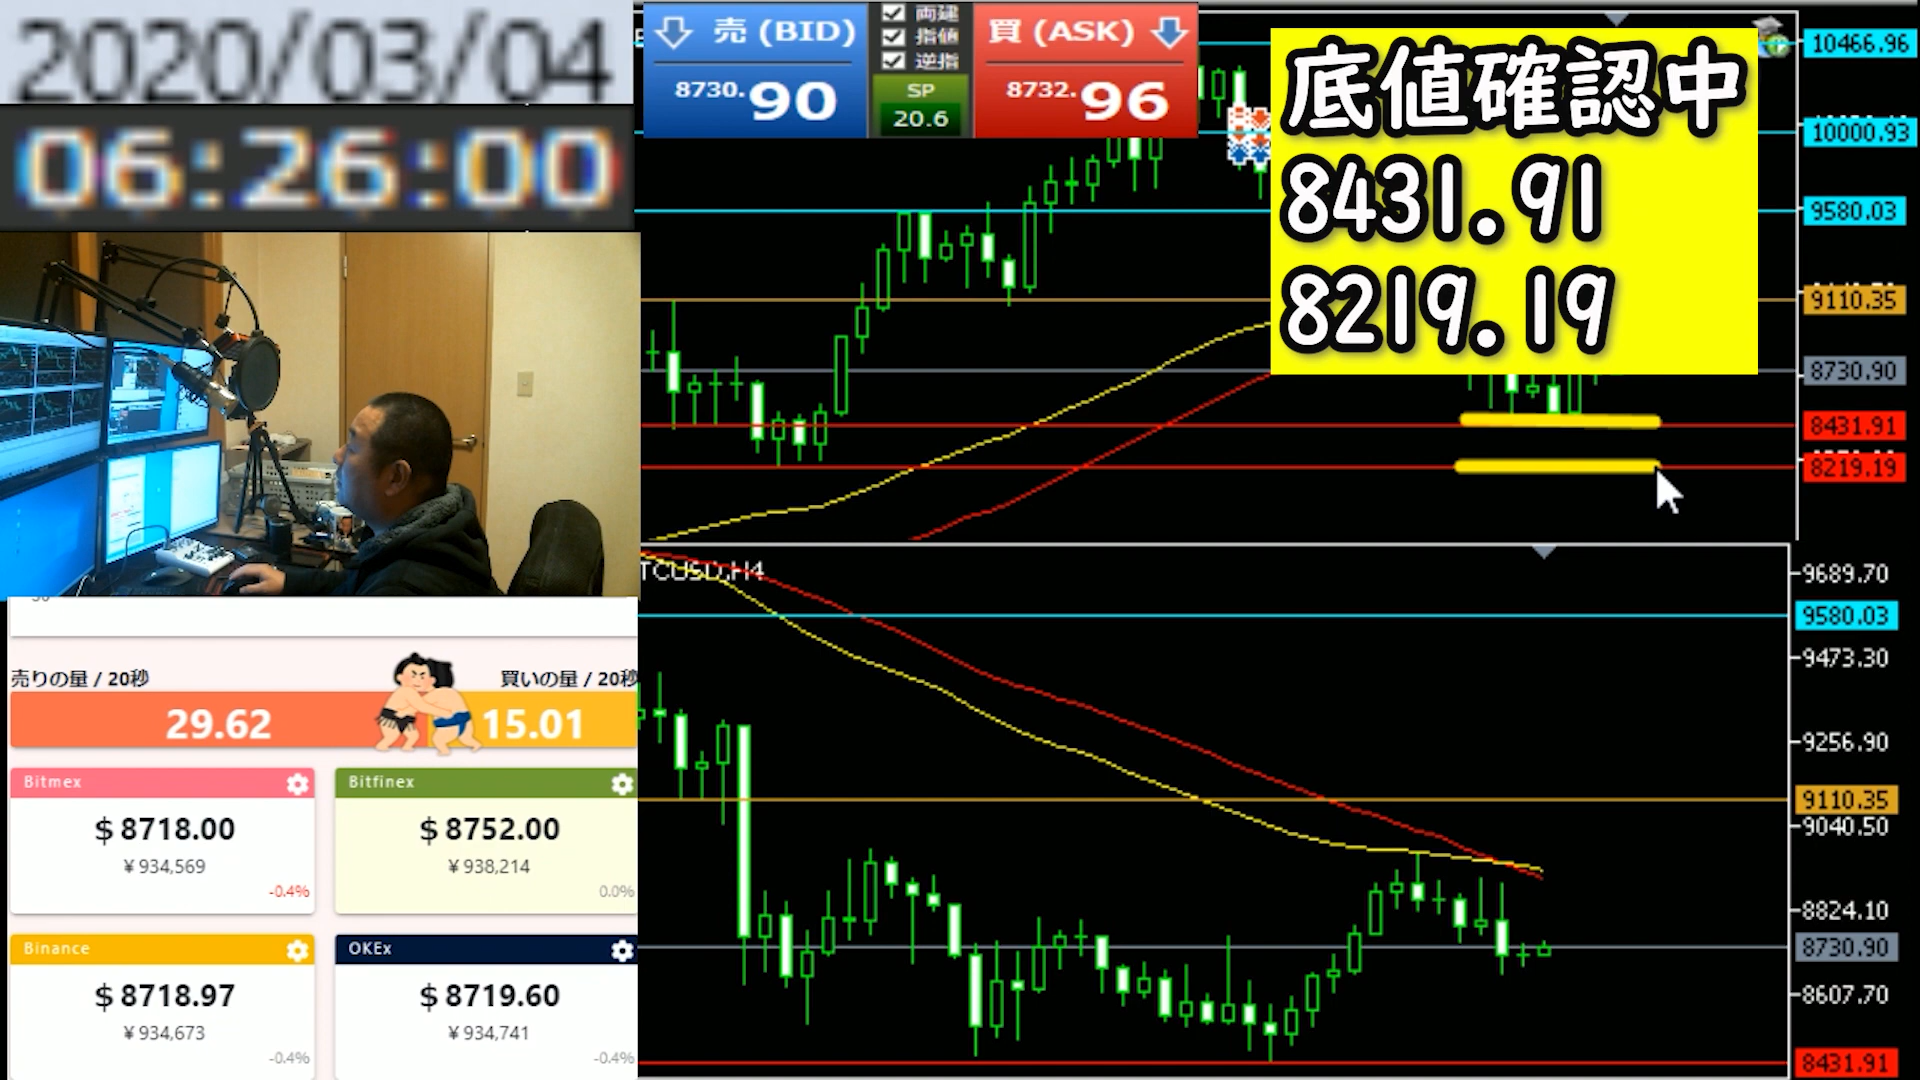 2020/03/04
06:26:00
売 (BID)
8730.90
両建
指値
逆指
SP
20.6
買 (ASK)
8732.96
底値確認中
8431.91
8219.19
10466.96
10000.93
9580.03
9110.35
8730.90
8431.91
8219.19
売りの量 / 20秒
買いの量 / 20秒
29.62
15.01
Bitmex
$ 8718.00
¥ 934,569
-0.4%
Bitfinex
$ 8752.00
¥ 938,214
0.0%
Binance
$ 8718.97
¥ 934,673
-0.4%
OKEx
$ 8719.60
¥ 934,741
-0.4%
TCUSD,H4
9689.70
9580.03
9473.30
9256.90
9110.35
9040.50
8824.10
8730.90
8607.70
8431.91